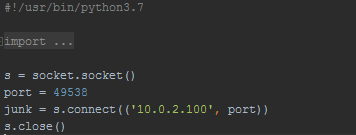 #!/usr/bin/python3.7
import ...
s = socket.socket()
port = 49538
junk = s.connect(('10.0.2.100', port))
s.close()